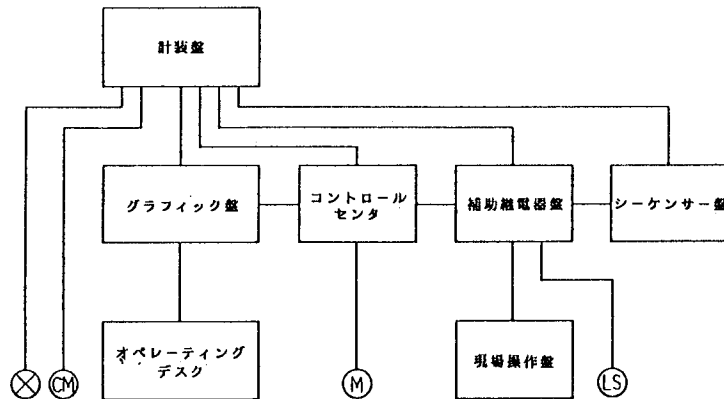 計装盤
グラフィック盤
コントロール
センタ
補助継電器盤
シーケンサー盤
オペレーティング
デスク
現場操作盤
CM
M
LS